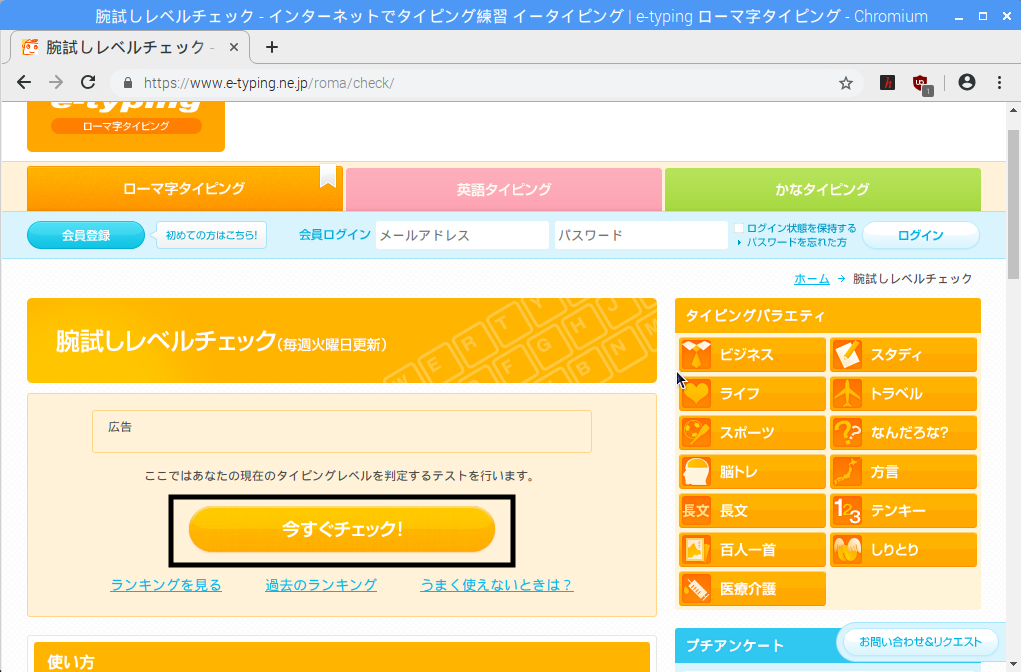 腕試しレベルチェック - インターネットでタイピング練習 イータイピング | e-typing ローマ字タイピング - Chromium
腕試しレベルチェック -
https://www.e-typing.ne.jp/roma/check/
1
e-typing
ローマ字タイピング
ローマ字タイピング
英語タイピング
かなタイピング
会員登録
初めての方はこちら!
会員ログイン
メールアドレス
パスワード
ログイン状態を保持する
パスワードを忘れた方
ログイン
ホーム → 腕試しレベルチェック
腕試しレベルチェック(毎週火曜日更新)
W E R T Y
D F G H J
V B N M
広告
ここではあなたの現在のタイピングレベルを判定するテストを行います。
今すぐチェック!
ランキングを見る
過去のランキング
うまく使えないときは？
使い方
タイピングバラエティ
ビジネス
スタディ
ライフ
トラベル
スポーツ
なんだろな?
脳トレ
方言
長文 長文
123 テンキー
百人一首
しりとり
医療介護
プチアンケート
お問い合わせ&リクエスト